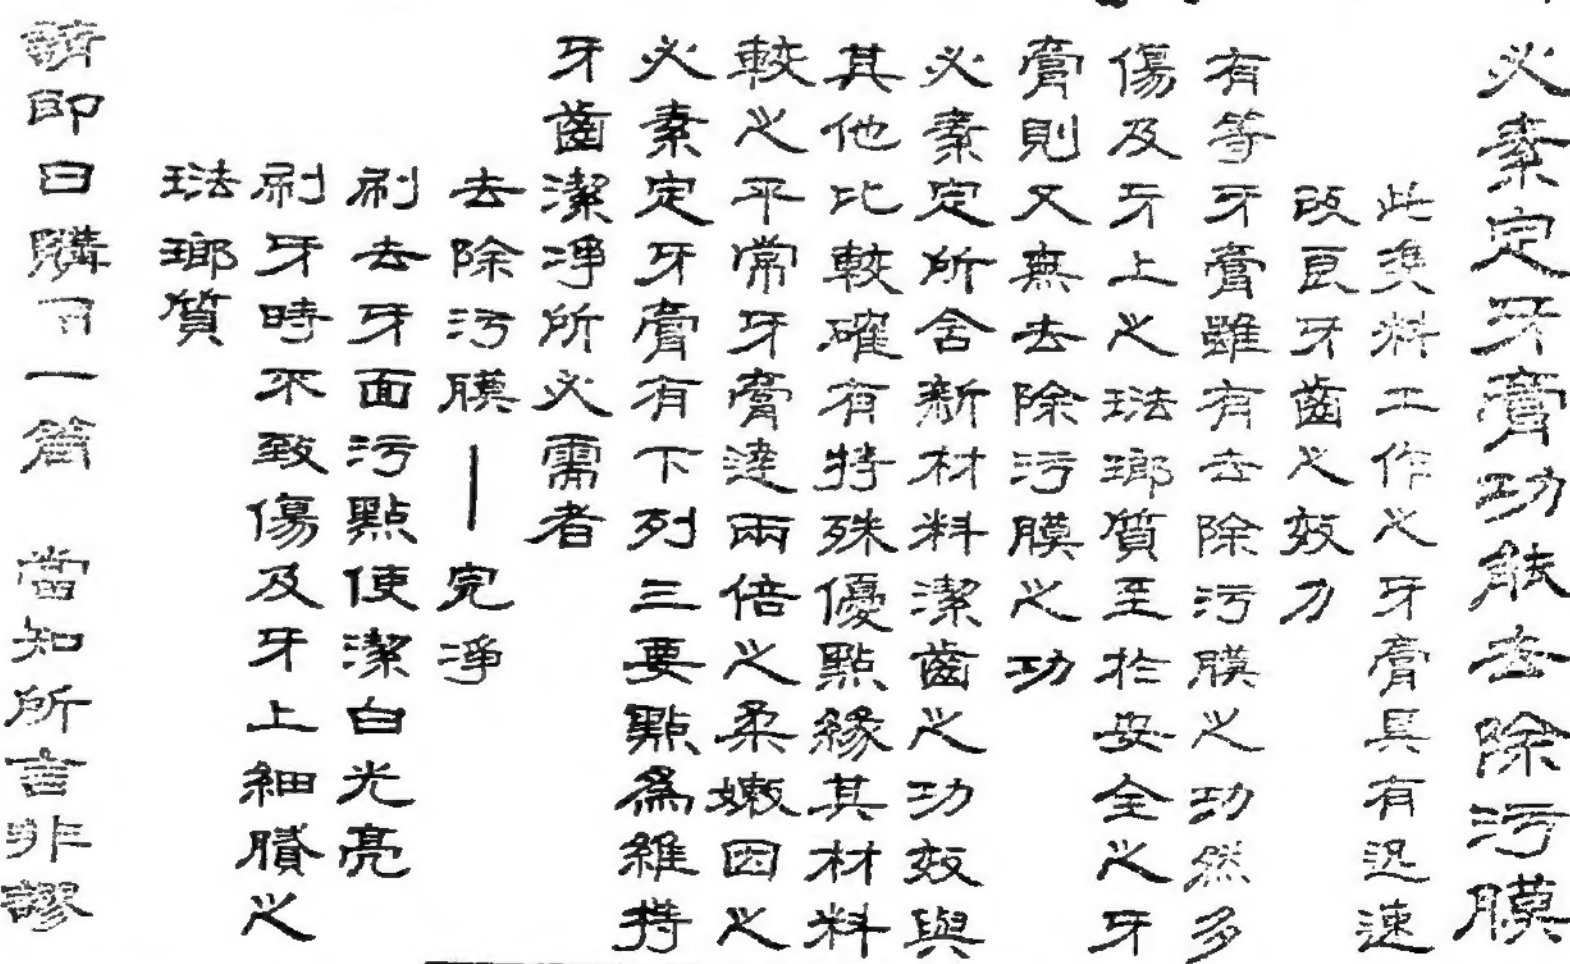 必素定牙膏功能去除污膜
此準料工作之牙膏具有迅速
改良牙齒之效力
有等牙膏雖有去除污膜之功然多
傷及牙上之珐瑯質至於安全之牙
膏則又無去除污膜之功
必素定所含新材料潔齒之功效與
其他比較確有特殊優點緣其材料
較之平常牙膏達兩倍之柔嫩因之
必素定牙膏有下列三要點為維持
牙齒潔淨所必需者
去除污膜—完淨
刷去牙面污點使潔白光亮
刷牙時不致傷及牙上細膩之
珐瑯質
請即日購買一筒 當知所言非謬